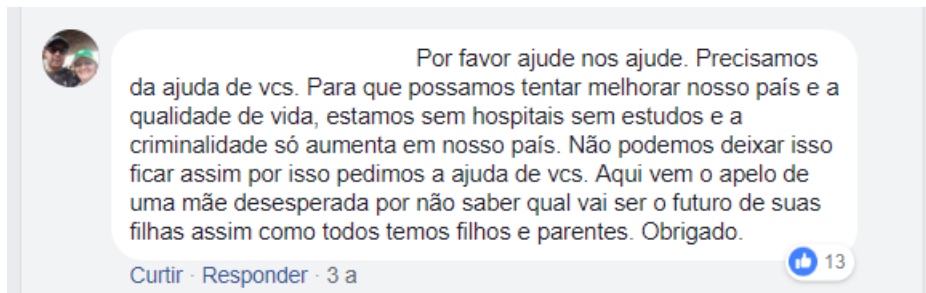 Por favor ajude nos ajude. Precisamos
da ajuda de vcs. Para que possamos tentar melhorar nosso país e a
qualidade de vida, estamos sem hospitais sem estudos e a
criminalidade só aumenta em nosso país. Não podemos deixar isso
ficar assim por isso pedimos a ajuda de vcs. Aqui vem o apelo de
uma mãe desesperada por não saber qual vai ser o futuro de suas
filhas assim como todos temos filhos e parentes. Obrigado.
13
Curtir · Responder · 3 a